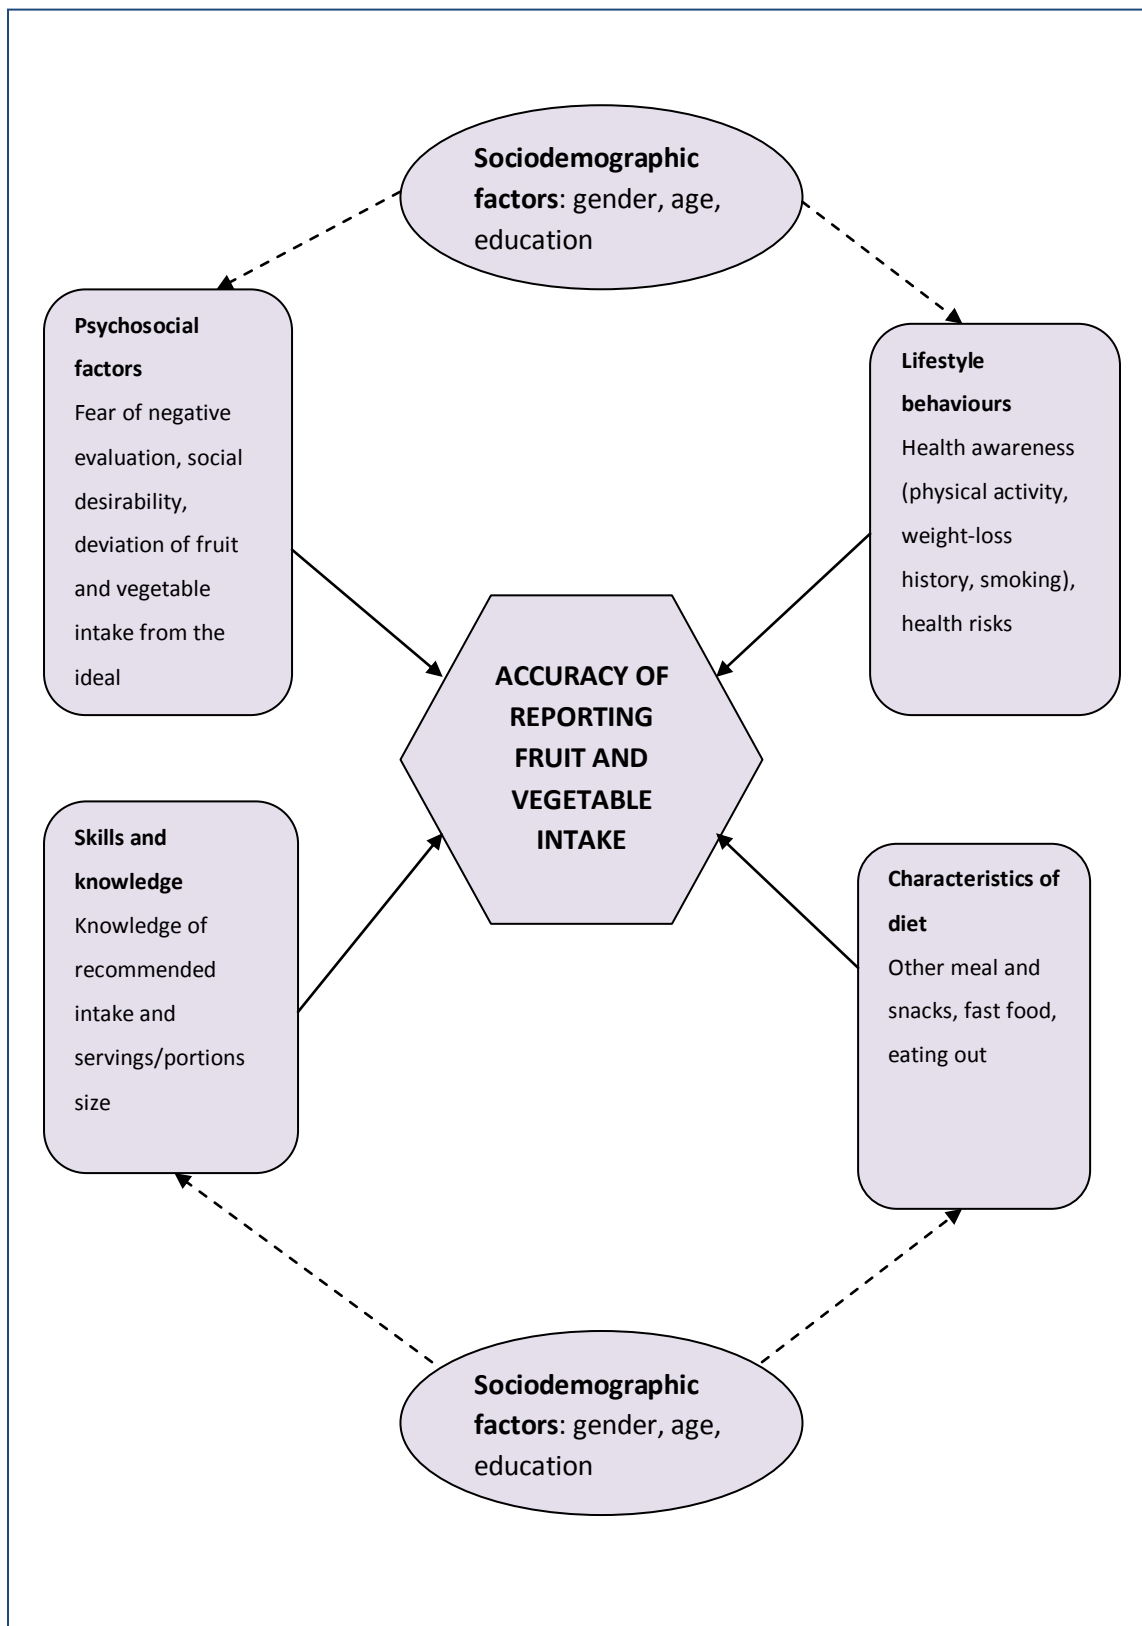 Sociodemographic
factors: gender, age,
education
Psychosocial
factors
Fear of negative
evaluation, social
desirability,
deviation of fruit
and vegetable
intake from the
ideal
Lifestyle
behaviours
Health awareness
(physical activity,
weight-loss
history, smoking),
health risks
ACCURACY OF
REPORTING
FRUIT AND
VEGETABLE
INTAKE
Skills and
knowledge
Knowledge of
recommended
intake and
servings/portions
size
Characteristics of
diet
Other meal and
snacks, fast food,
eating out
Sociodemographic
factors: gender, age,
education